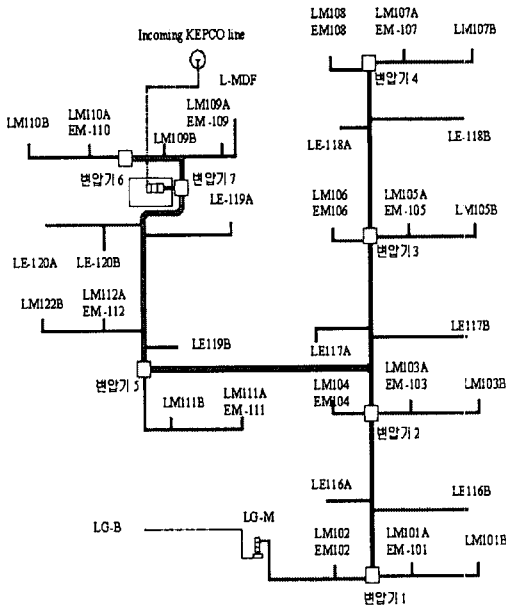 Incoming KEPCO line
L-MDF
LM110B
LM110A
EM-110
LM109A
EM-109
LM109B
변압기 6
변압기 7
LE-119A
LE-120A
LE-120B
LM122B
LM112A
EM-112
LE119B
변압기 5
LM111B
LM111A
EM-111
LG-B
LG-M
LM108
EM108
LM107A
EM-107
LM107B
변압기 4
LE-118A
LE-118B
LM106
EM106
LM105A
EM-105
LM105B
변압기 3
LE117A
LE117B
LM104
EM104
LM103A
EM-103
LM103B
변압기 2
LE116A
LE116B
LM102
EM102
LM101A
EM-101
LM101B
변압기 1